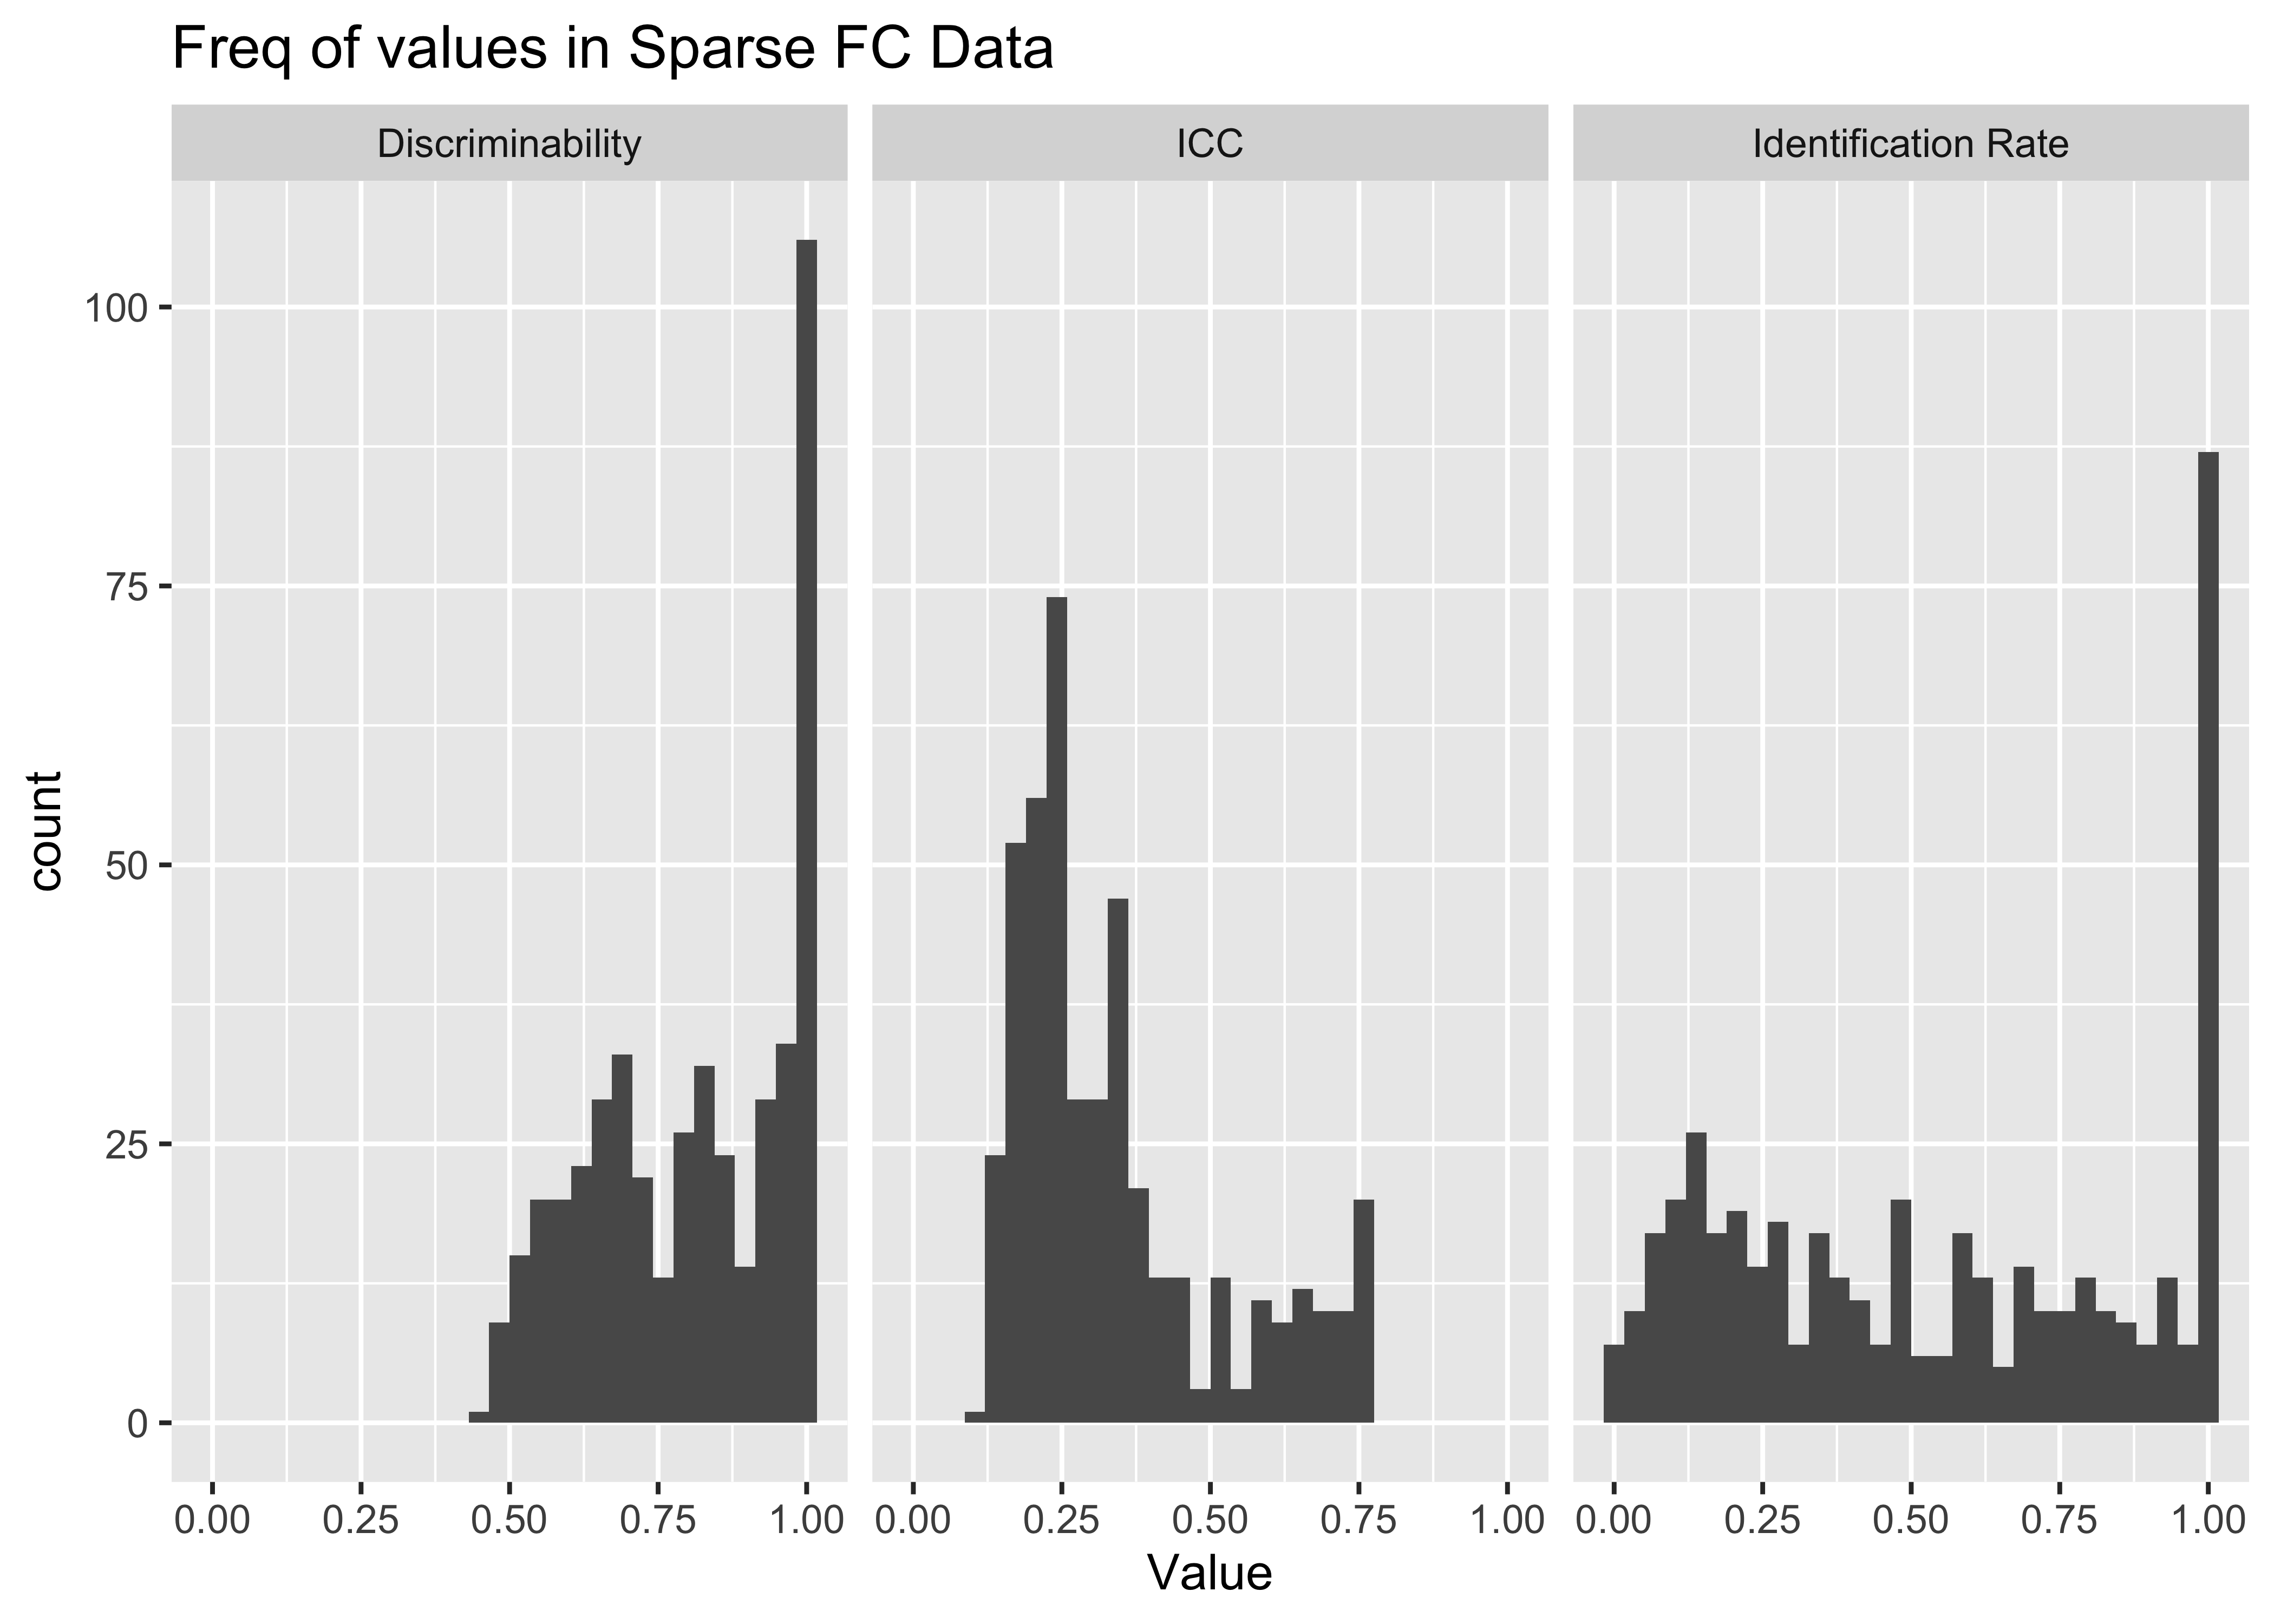 Freq of values in Sparse FC Data
Discriminability ICC Identification Rate
100
75
50
25
0
count
0.00 0.25 0.50 0.75 1.00 0.00 0.25 0.50 0.75 1.00 0.00 0.25 0.50 0.75 1.00
Value